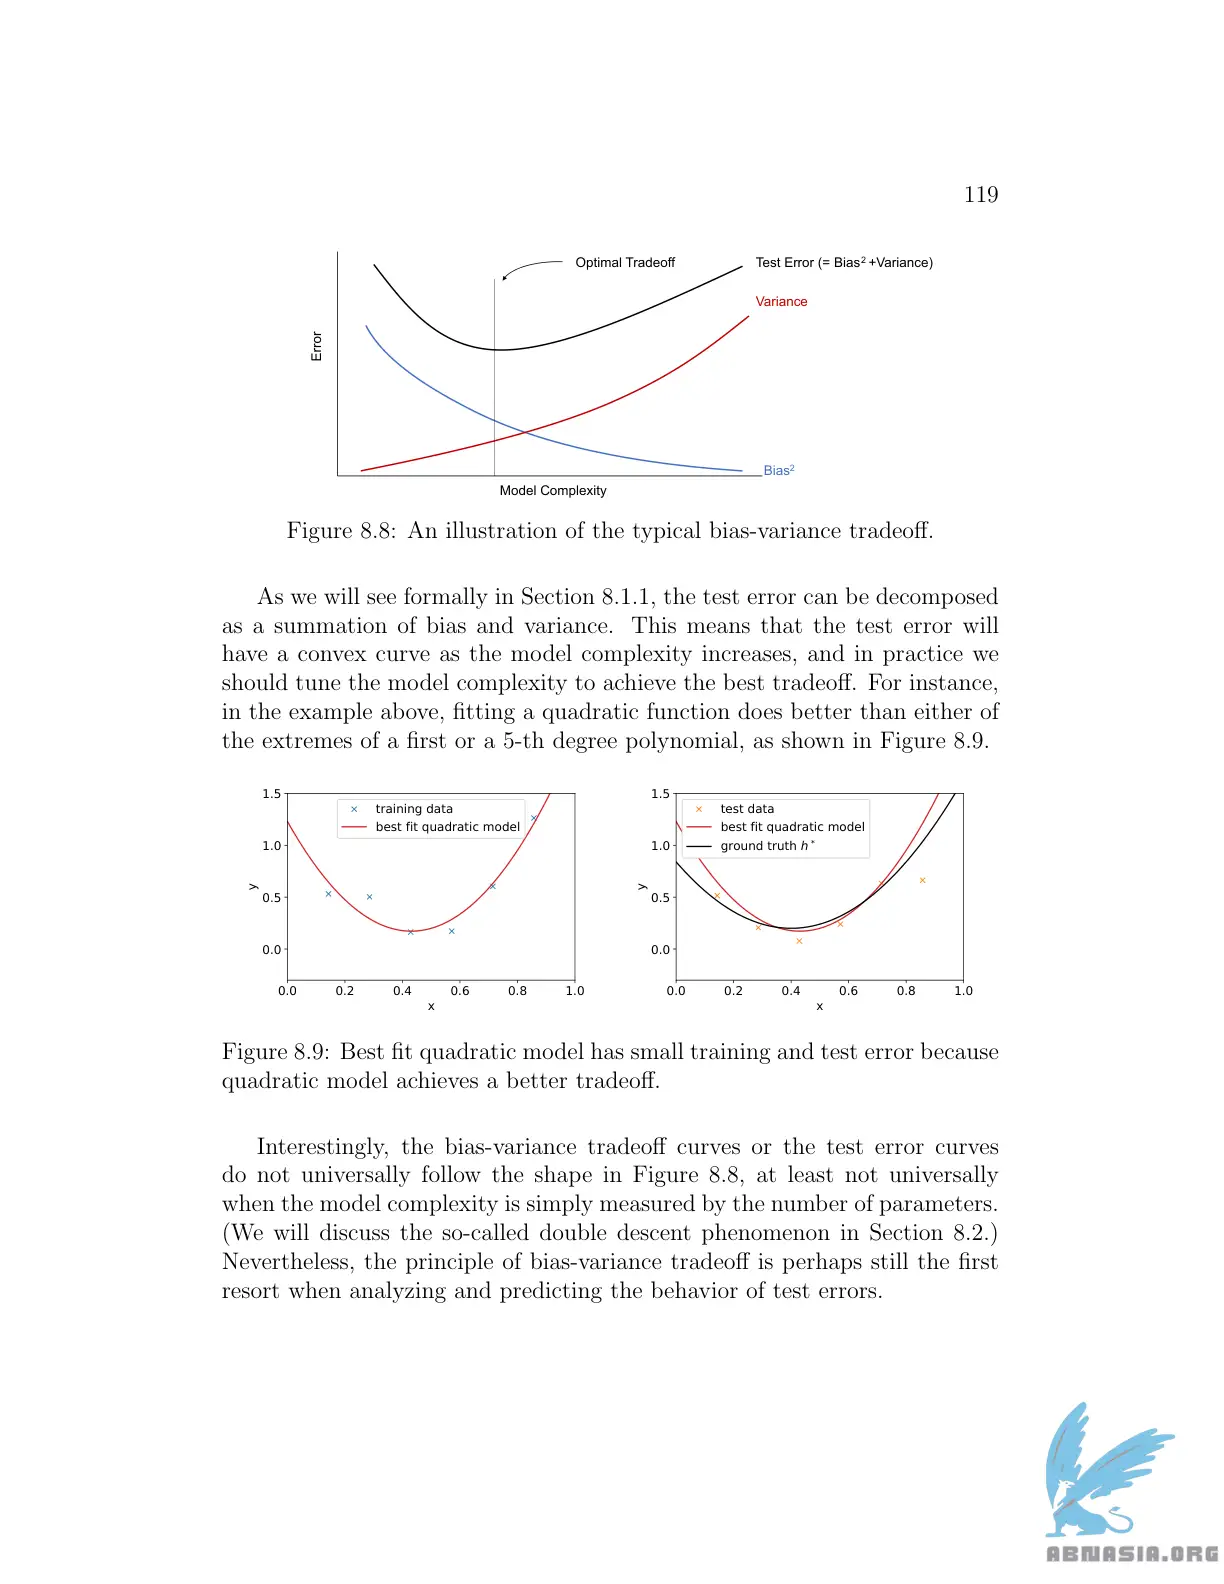 119
Optimal Tradeoff
Test Error (= Bias² +Variance)
Variance
Error
Bias²
Model Complexity
Figure 8.8: An illustration of the typical bias-variance tradeoff.
As we will see formally in Section 8.1.1, the test error can be decomposed
as a summation of bias and variance. This means that the test error will
have a convex curve as the model complexity increases, and in practice we
should tune the model complexity to achieve the best tradeoff. For instance,
in the example above, fitting a quadratic function does better than either of
the extremes of a first or a 5-th degree polynomial, as shown in Figure 8.9.
1.5
training data
best fit quadratic model
1.0
y
0.5
0.0
0.0 0.2 0.4 0.6 0.8 1.0
x
1.5
test data
best fit quadratic model
ground truth h*
1.0
y
0.5
0.0
0.0 0.2 0.4 0.6 0.8 1.0
x
Figure 8.9: Best fit quadratic model has small training and test error because
quadratic model achieves a better tradeoff.
Interestingly, the bias-variance tradeoff curves or the test error curves
do not universally follow the shape in Figure 8.8, at least not universally
when the model complexity is simply measured by the number of parameters.
(We will discuss the so-called double descent phenomenon in Section 8.2.)
Nevertheless, the principle of bias-variance tradeoff is perhaps still the first
resort when analyzing and predicting the behavior of test errors.
ABNASIA.ORG